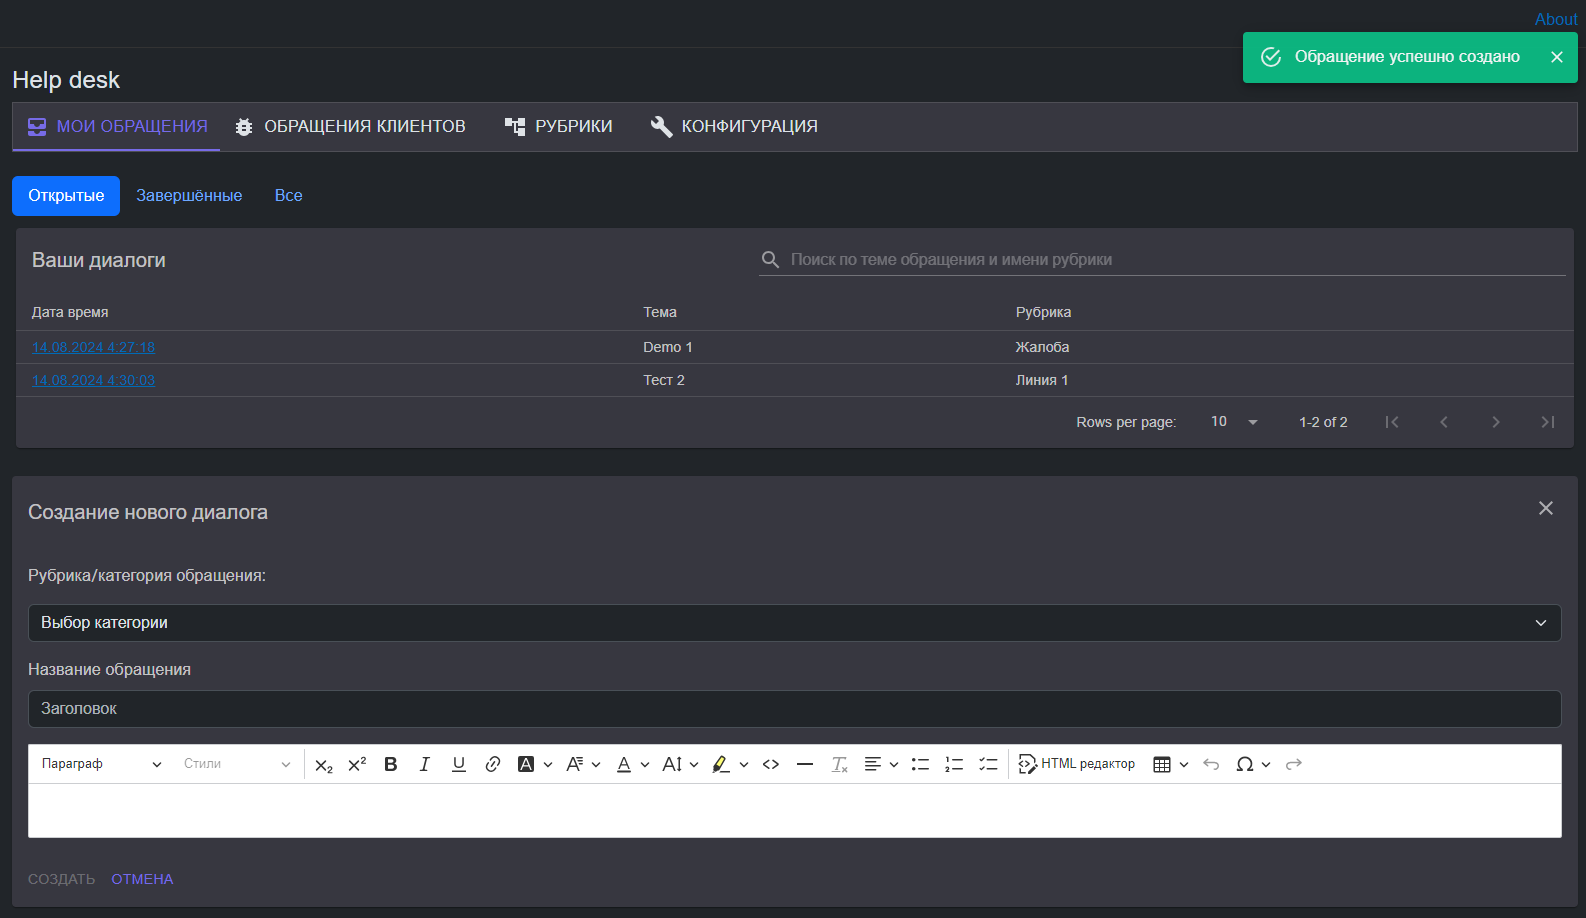 About
Обращение успешно создано
Help desk
МОИ ОБРАЩЕНИЯ ОБРАЩЕНИЯ КЛИЕНТОВ РУБРИКИ КОНФИГУРАЦИЯ
Открытые Завершённые Все
Ваши диалоги Поиск по теме обращения и имени рубрики
Дата время Тема Рубрика
14.08.2024 4:27:18 Demo 1 Жалоба
14.08.2024 4:30:03 Тест 2 Линия 1
Rows per page: 10 1-2 of 2
Создание нового диалога
Рубрика/категория обращения:
Выбор категории
Название обращения
Заголовок
Параграф Стили HTML редактор
СОЗДАТЬ ОТМЕНА